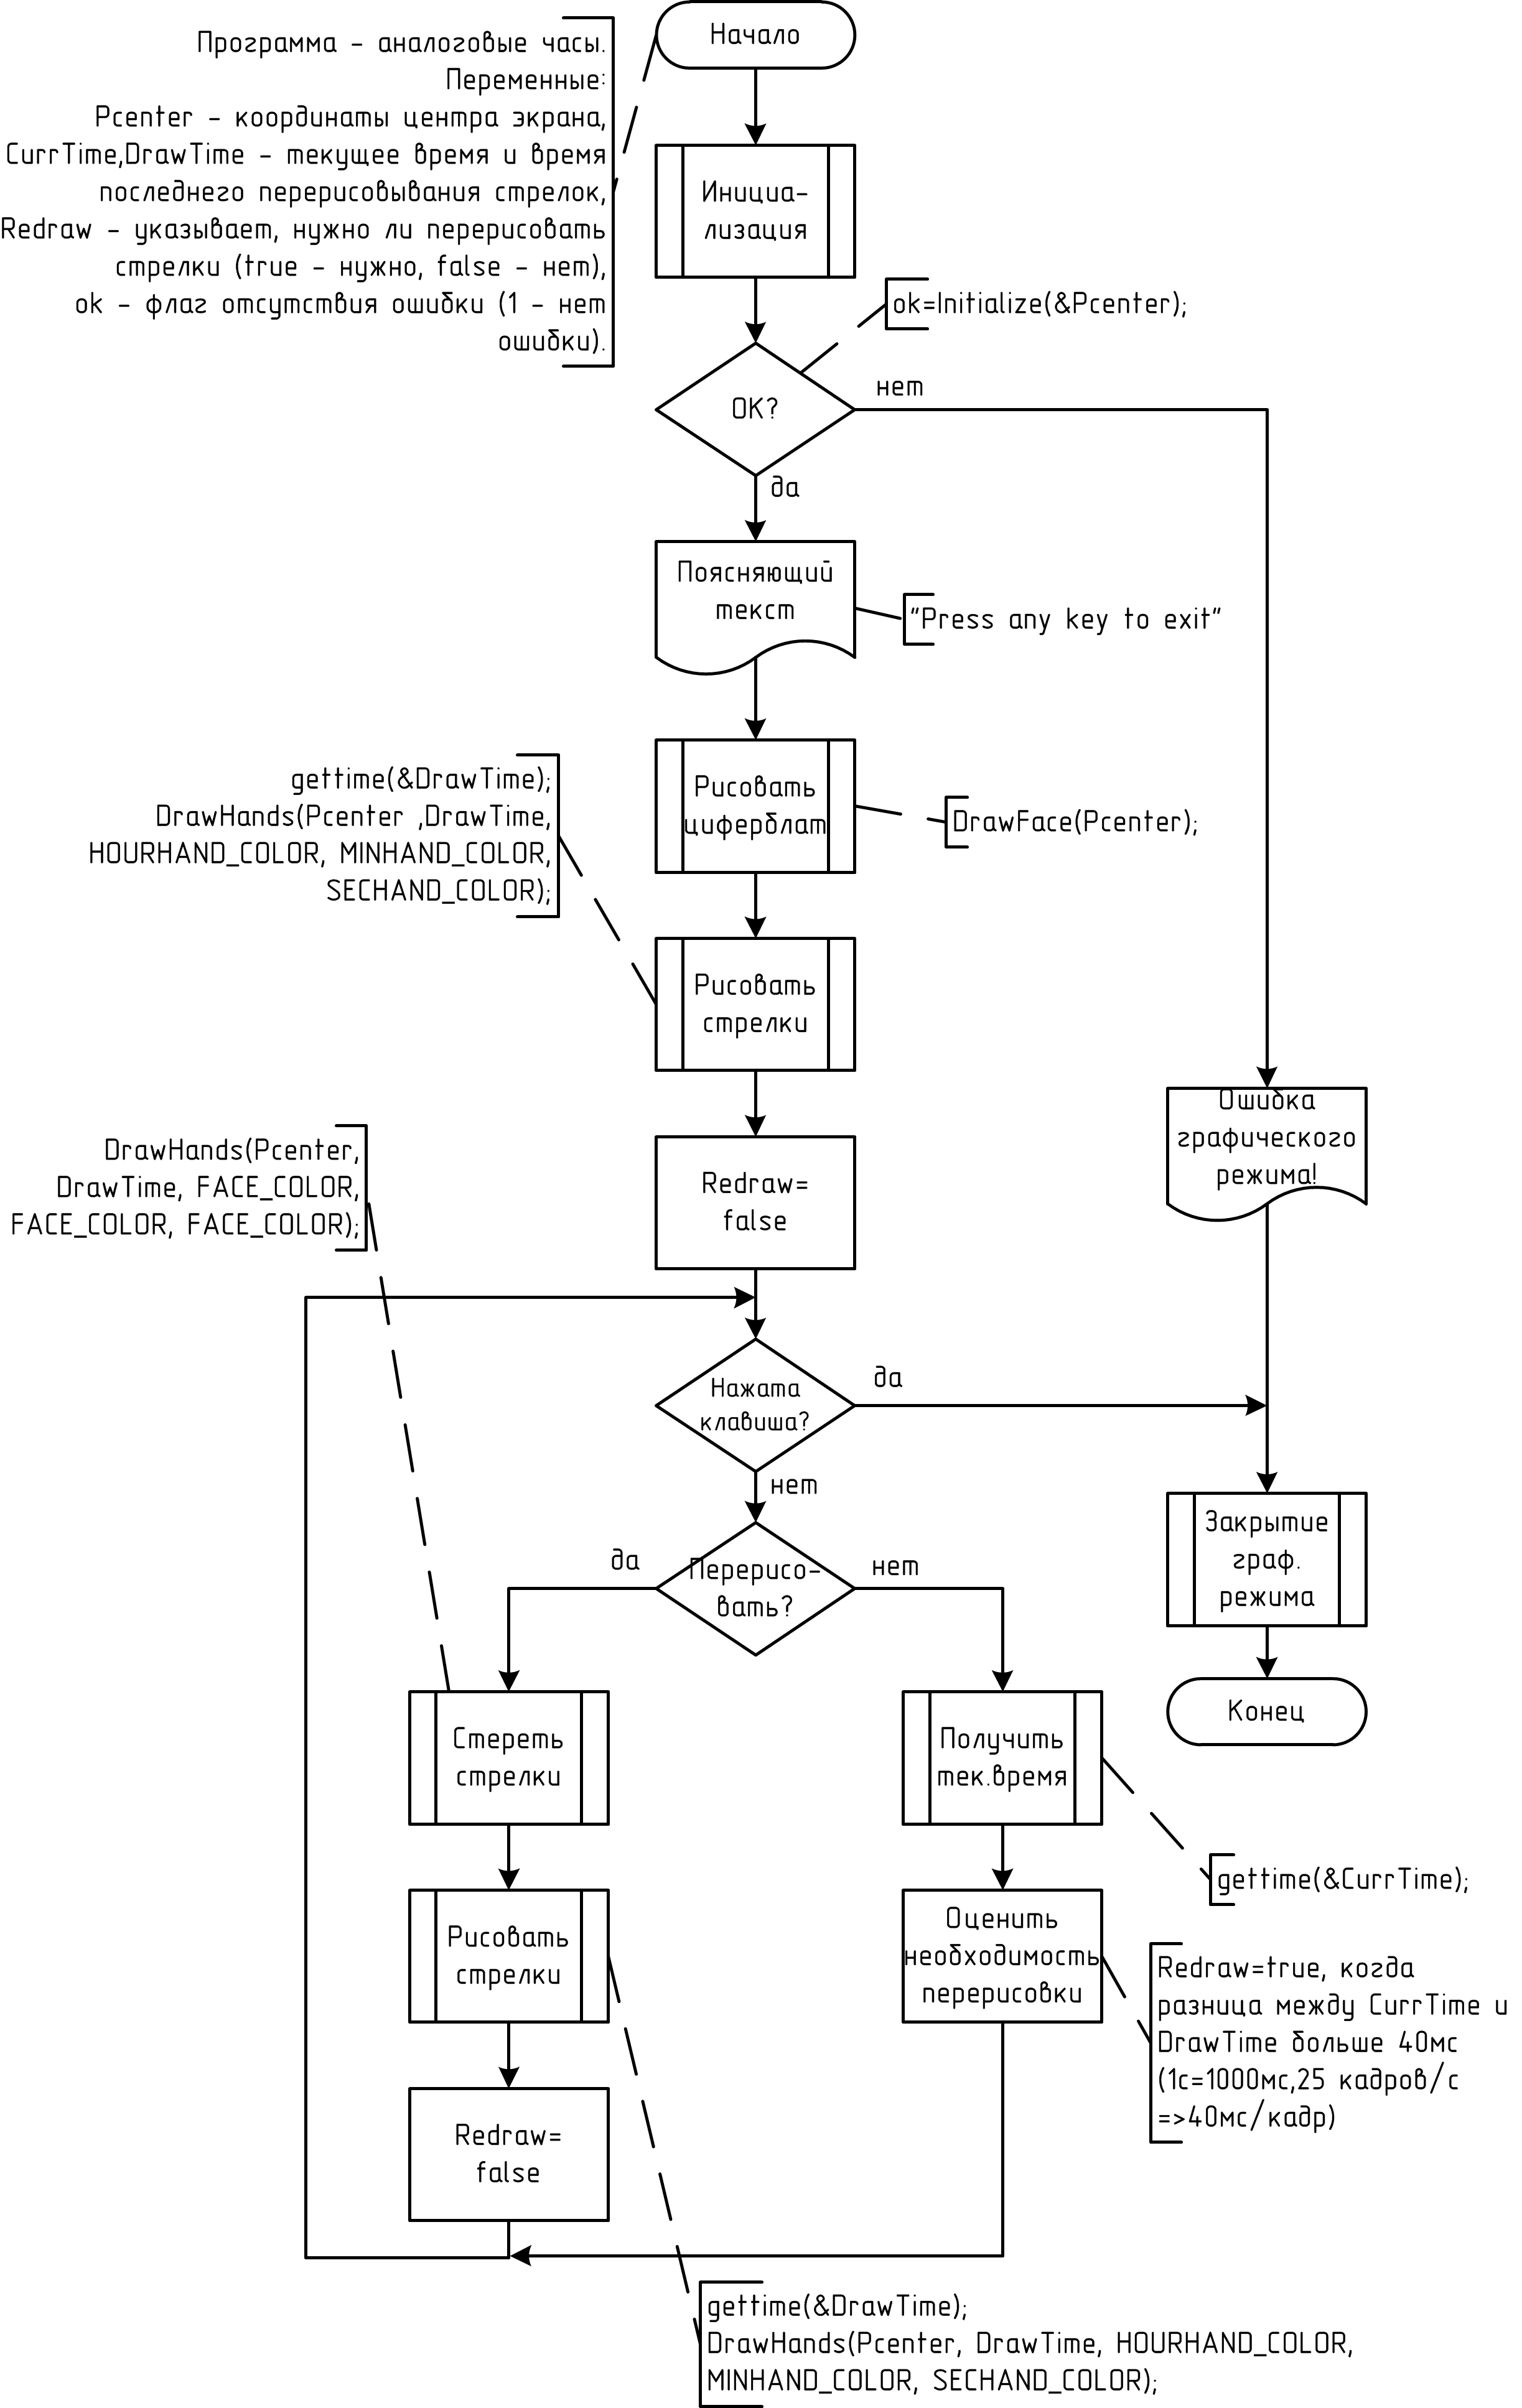 Начало
Программа - аналоговые часы.
Переменные:
Pcenter - координаты центра экрана,
CurrTime,DrawTime - текущее время и время
последнего перерисовывания стрелок,
Redraw - указывает, нужно ли перерисовать
стрелки (true - нужно, false - нет),
ok - флаг отсутствия ошибки (1 - нет
ошибки).
Инициа-
лизация
ok=Initialize(&Pcenter);
OK?
нет
да
Поясняющий
текст
"Press any key to exit"
Рисовать
циферблат
DrawFace(Pcenter);
gettime(&DrawTime);
DrawHands(Pcenter ,DrawTime,
HOURHAND_COLOR, MINHAND_COLOR,
SECHAND_COLOR);
Рисовать
стрелки
Ошибка
графического
режима!
Redraw=
false
DrawHands(Pcenter,
DrawTime, FACE_COLOR,
FACE_COLOR, FACE_COLOR);
Нажата
клавиша?
да
нет
Перерисо-
вать?
да
нет
Закрытие
граф.
режима
Конец
Стереть
стрелки
Получить
тек.время
gettime(&CurrTime);
Рисовать
стрелки
Оценить
необходимость
перерисовки
Redraw=true, когда
разница между CurrTime и
DrawTime больше 40мс
(1с=1000мс,25 кадров/с
=>40мс/кадр)
Redraw=
false
gettime(&DrawTime);
DrawHands(Pcenter, DrawTime, HOURHAND_COLOR,
MINHAND_COLOR, SECHAND_COLOR);